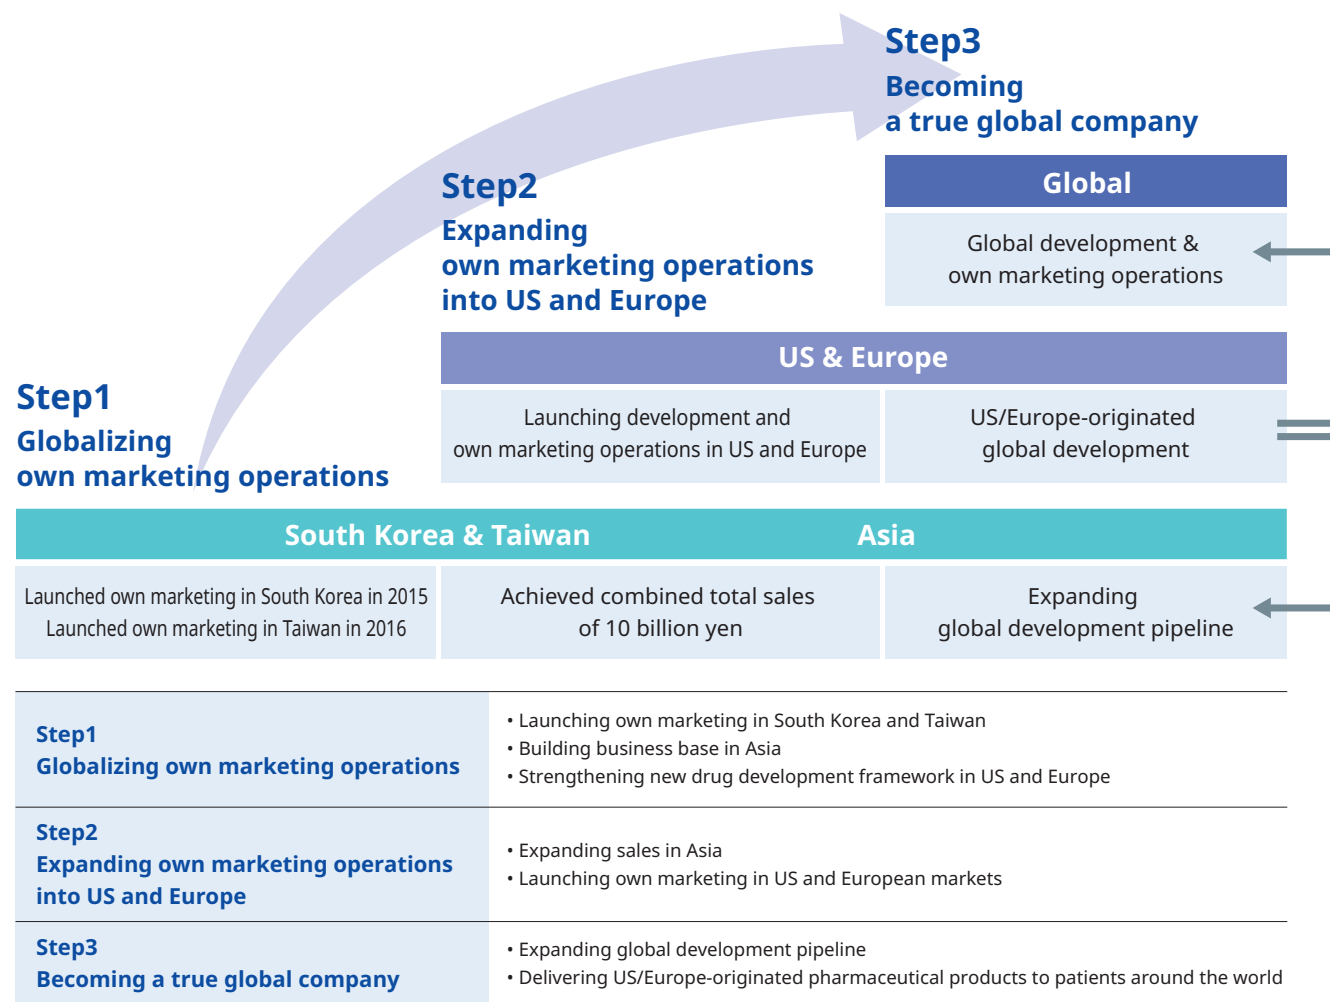 Step3
Becoming
a true global company
Global
Global development &
own marketing operations
Step2
Expanding
own marketing operations
into US and Europe
US & Europe
Launching development and
own marketing operations in US and Europe
US/Europe-originated
global development
Step1
Globalizing
own marketing operations
South Korea & Taiwan
Asia
Launched own marketing in South Korea in 2015
Launched own marketing in Taiwan in 2016
Achieved combined total sales
of 10 billion yen
Expanding
global development pipeline
Step1
Globalizing own marketing operations
• Launching own marketing in South Korea and Taiwan
• Building business base in Asia
• Strengthening new drug development framework in US and Europe
Step2
Expanding own marketing operations
into US and Europe
• Expanding sales in Asia
• Launching own marketing in US and European markets
Step3
Becoming a true global company
• Expanding global development pipeline
• Delivering US/Europe-originated pharmaceutical products to patients around the world